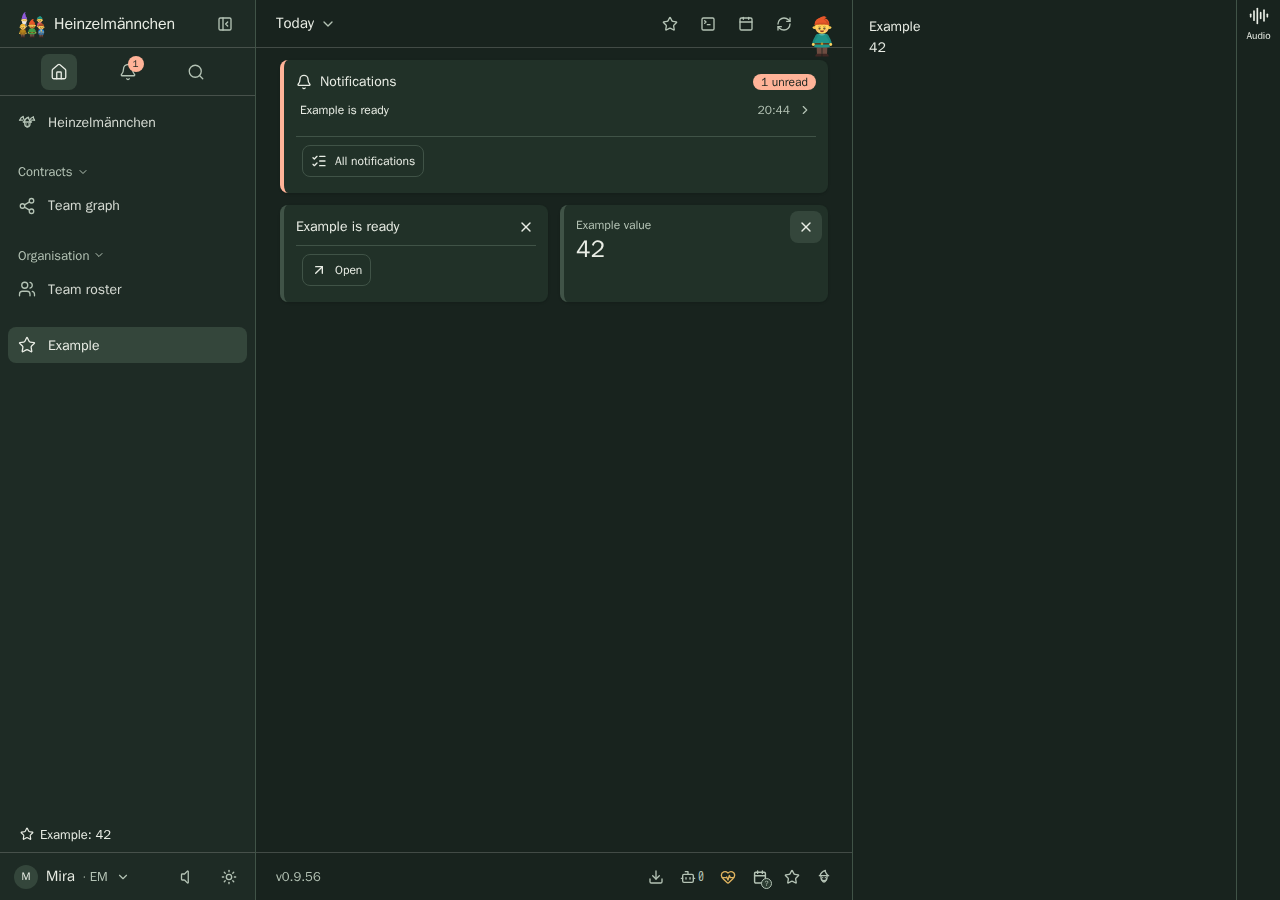 Heinzelmännchen
1
Heinzelmännchen
Contracts
Team graph
Organisation
Team roster
Example
Example: 42
M Mira · EM
Today
Notifications
1 unread
Example is ready
20:44
All notifications
Example is ready
Open
Example value
42
v0.9.56
0
?
Example
42
Audio